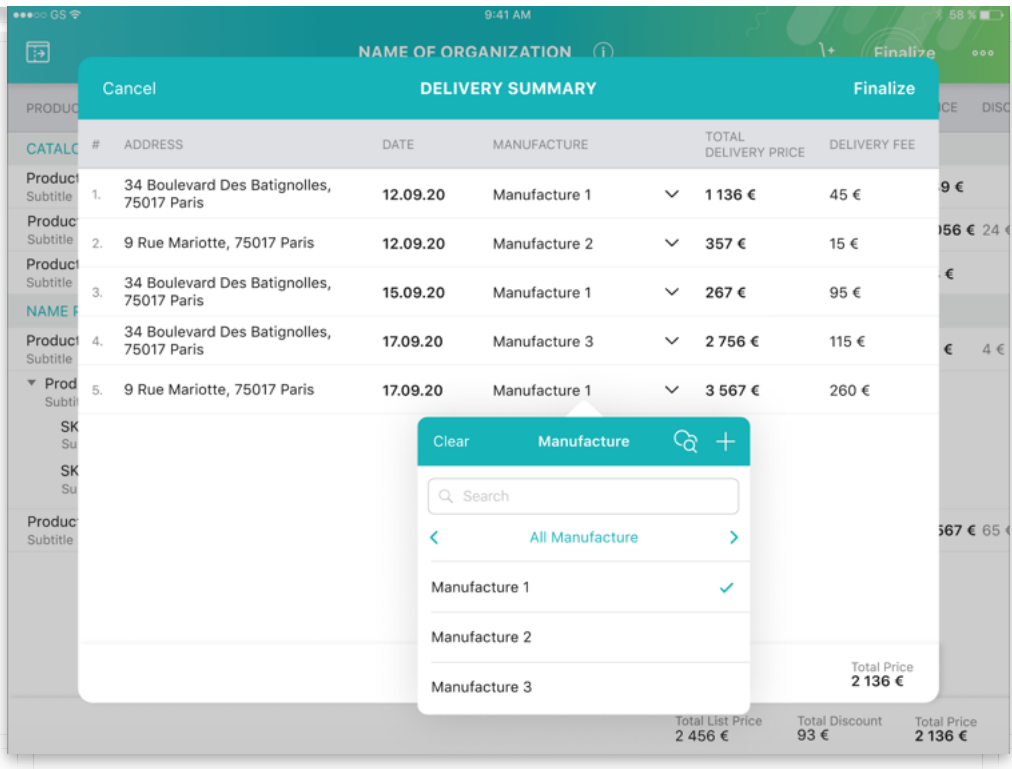 GS 9:41 AM 58 %
NAME OF ORGANIZATION Finalize
Cancel DELIVERY SUMMARY Finalize
# ADDRESS DATE MANUFACTURE TOTAL DELIVERY PRICE DELIVERY FEE
1. 34 Boulevard Des Batignolles, 75017 Paris 12.09.20 Manufacture 1 1 136 € 45 €
2. 9 Rue Mariotte, 75017 Paris 12.09.20 Manufacture 2 357 € 15 €
3. 34 Boulevard Des Batignolles, 75017 Paris 15.09.20 Manufacture 1 267 € 95 €
4. 34 Boulevard Des Batignolles, 75017 Paris 17.09.20 Manufacture 3 2 756 € 115 €
5. 9 Rue Mariotte, 75017 Paris 17.09.20 Manufacture 1 3 567 € 260 €
Clear Manufacture
Search
All Manufacture
Manufacture 1
Manufacture 2
Manufacture 3
Total Price
2 136 €
Subtitle
Subtitle
24 €
Subtitle
Subtitle
4 €
Subtitle
65 €
Total List Price Total Discount Total Price
2 456 € 93 € 2 136 €